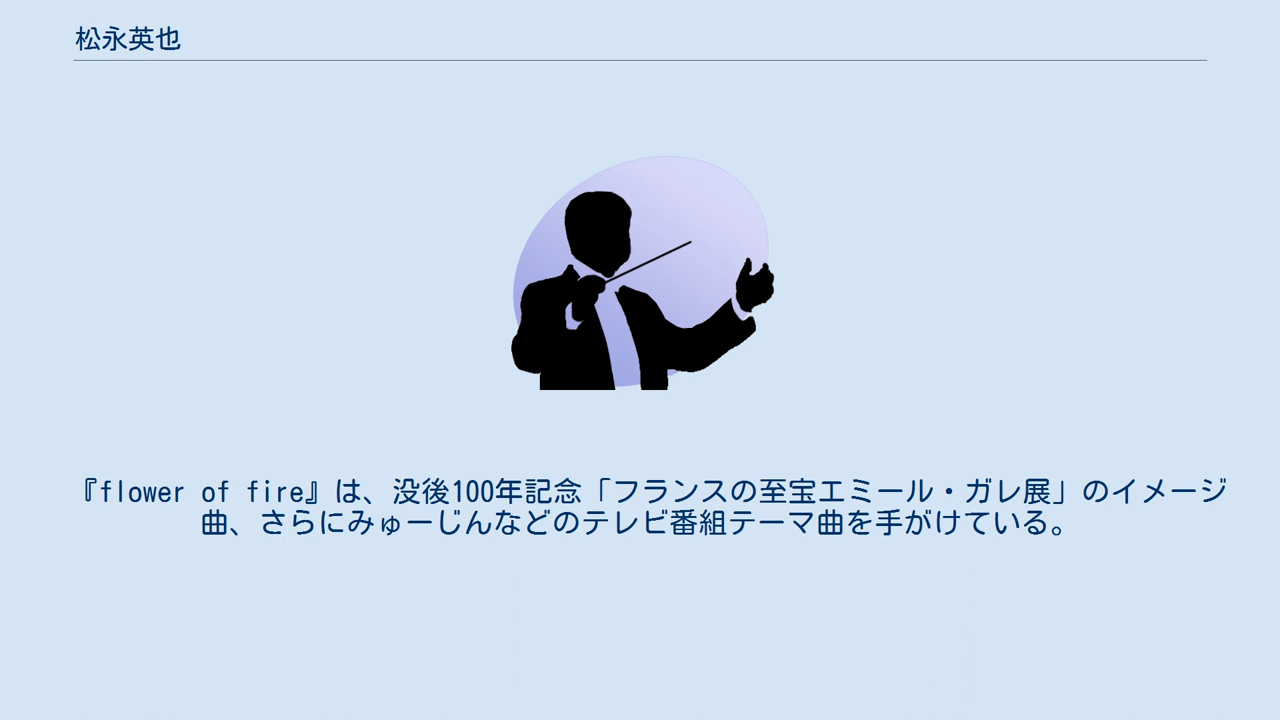 松永英也
『flower of fire』は、没後100年記念「フランスの至宝エミール・ガレ展」のイメージ
曲、さらにみゅーじんなどのテレビ番組テーマ曲を手がけている。